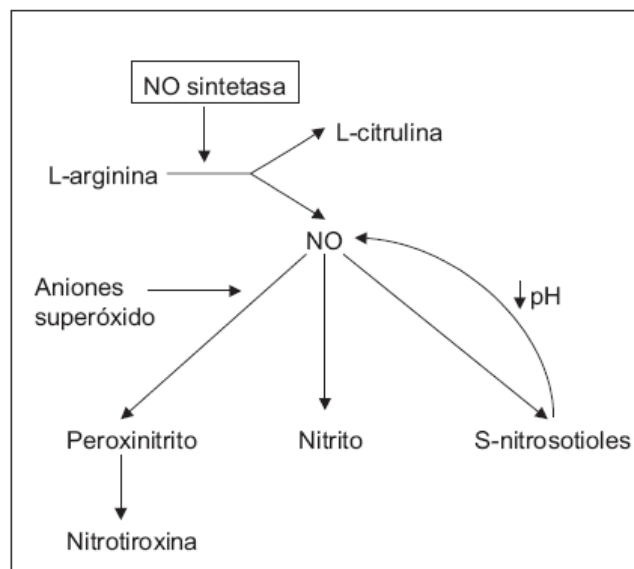 NO sintetasa
L-citrulina
L-arginina
NO
Aniones
superóxido
pH
Peroxinitrito
Nitrito
S-nitrosotioles
Nitrotiroxina